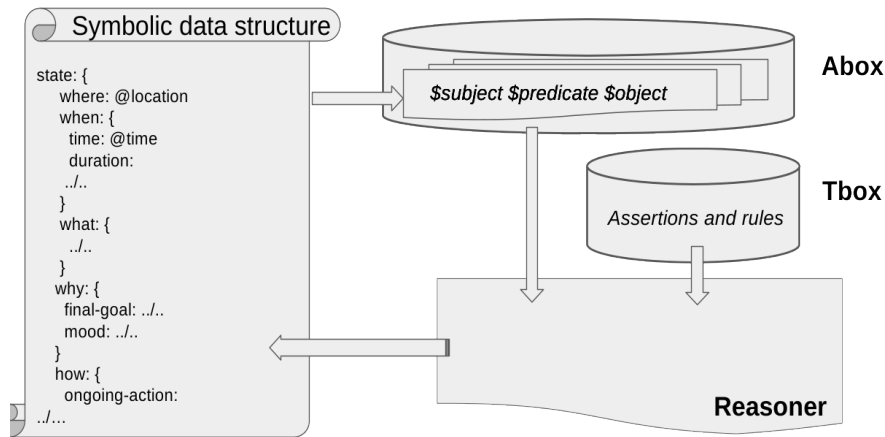 Symbolic data structure
state: {
where: @location
when: {
time: @time
duration:
../..
}
what: {
../..
}
why: {
final-goal: ../..
mood: ../..
}
how: {
ongoing-action:
../…
$subject $predicate $object
Abox
Assertions and rules
Tbox
Reasoner